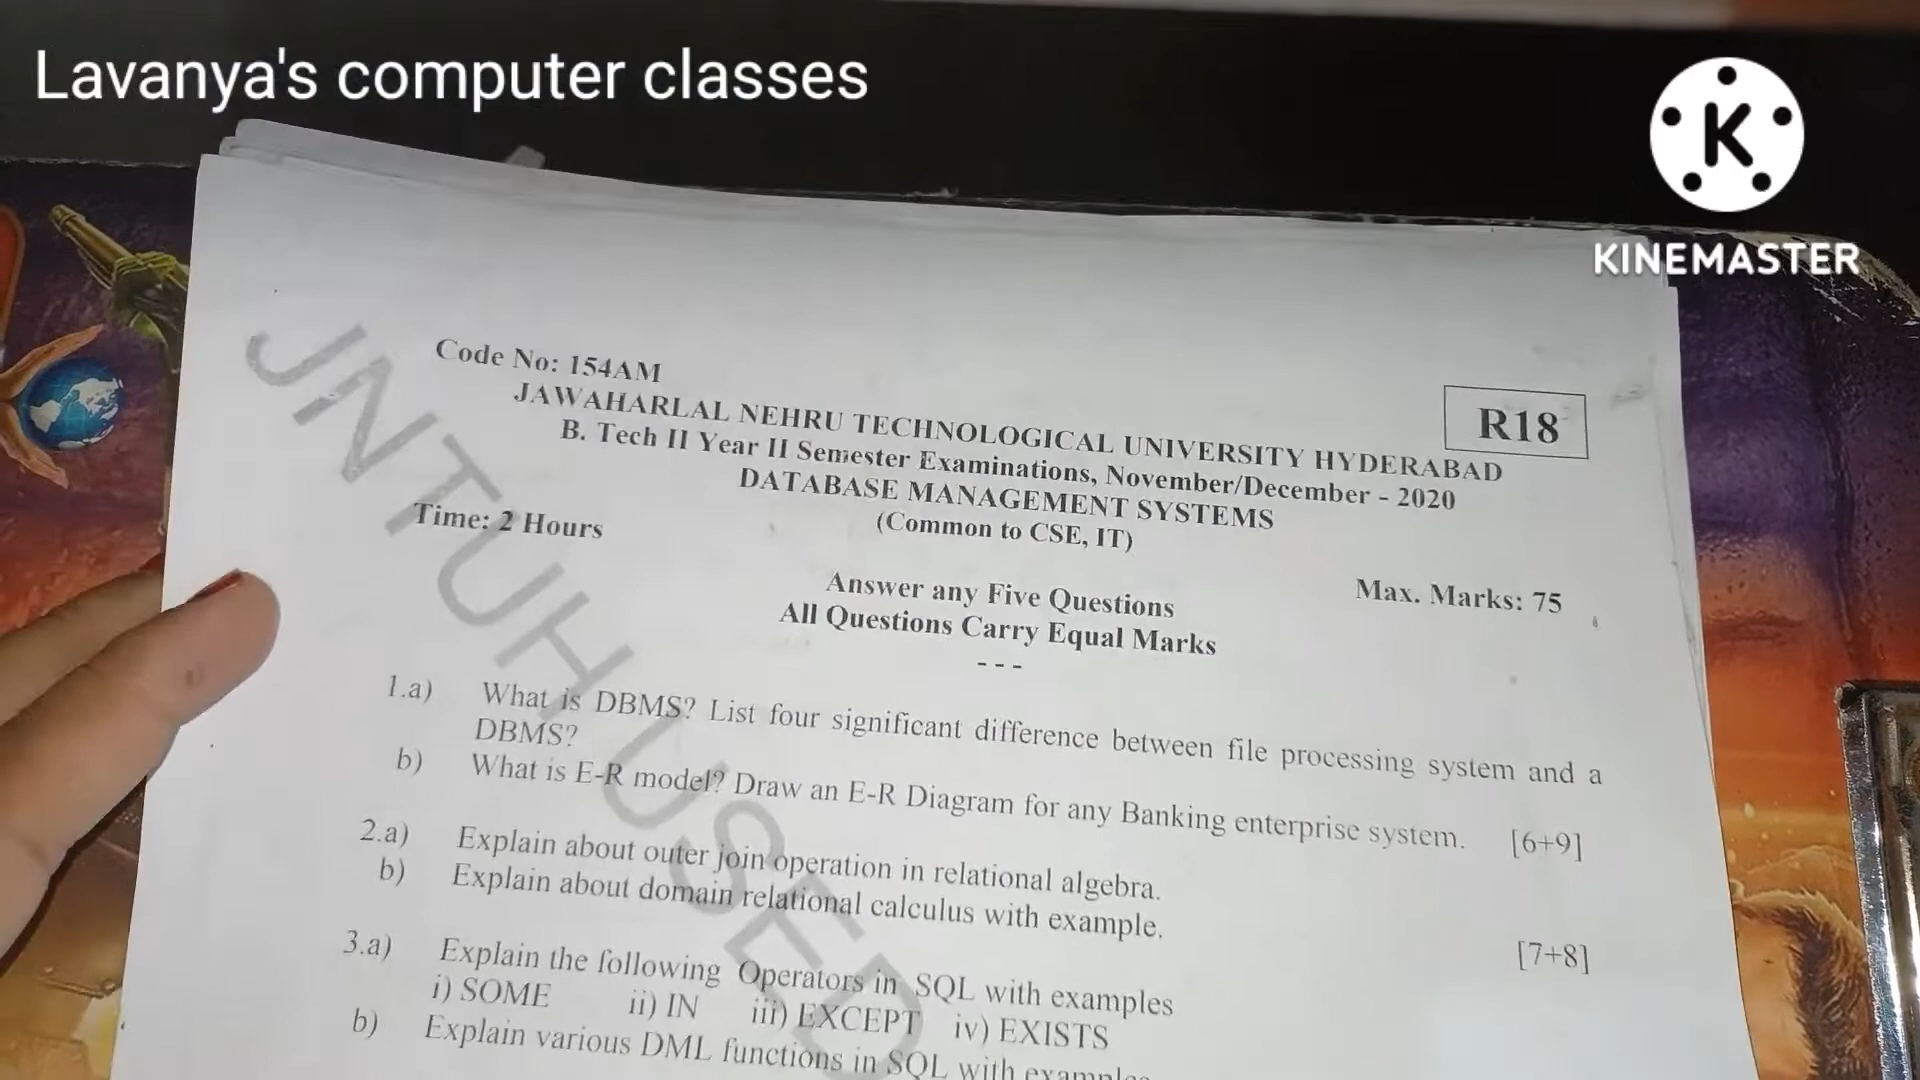 Lavanya's computer classes
K
KINEMASTER
JNTUH USED
Code No: 154AM
R18
JAWAHARLAL NEHRU TECHNOLOGICAL UNIVERSITY HYDERABAD
B. Tech II Year II Semester Examinations, November/December - 2020
DATABASE MANAGEMENT SYSTEMS
(Common to CSE, IT)
Time: 2 Hours
Max. Marks: 75
Answer any Five Questions
All Questions Carry Equal Marks
- - -
1.a) What is DBMS? List four significant difference between file processing system and a
DBMS?
b) What is E-R model? Draw an E-R Diagram for any Banking enterprise system. [6+9]
2.a) Explain about outer join operation in relational algebra.
b) Explain about domain relational calculus with example. [7+8]
3.a) Explain the following Operators in SQL with examples
i) SOME ii) IN iii) EXCEPT iv) EXISTS
b) Explain various DML functions in SQL with